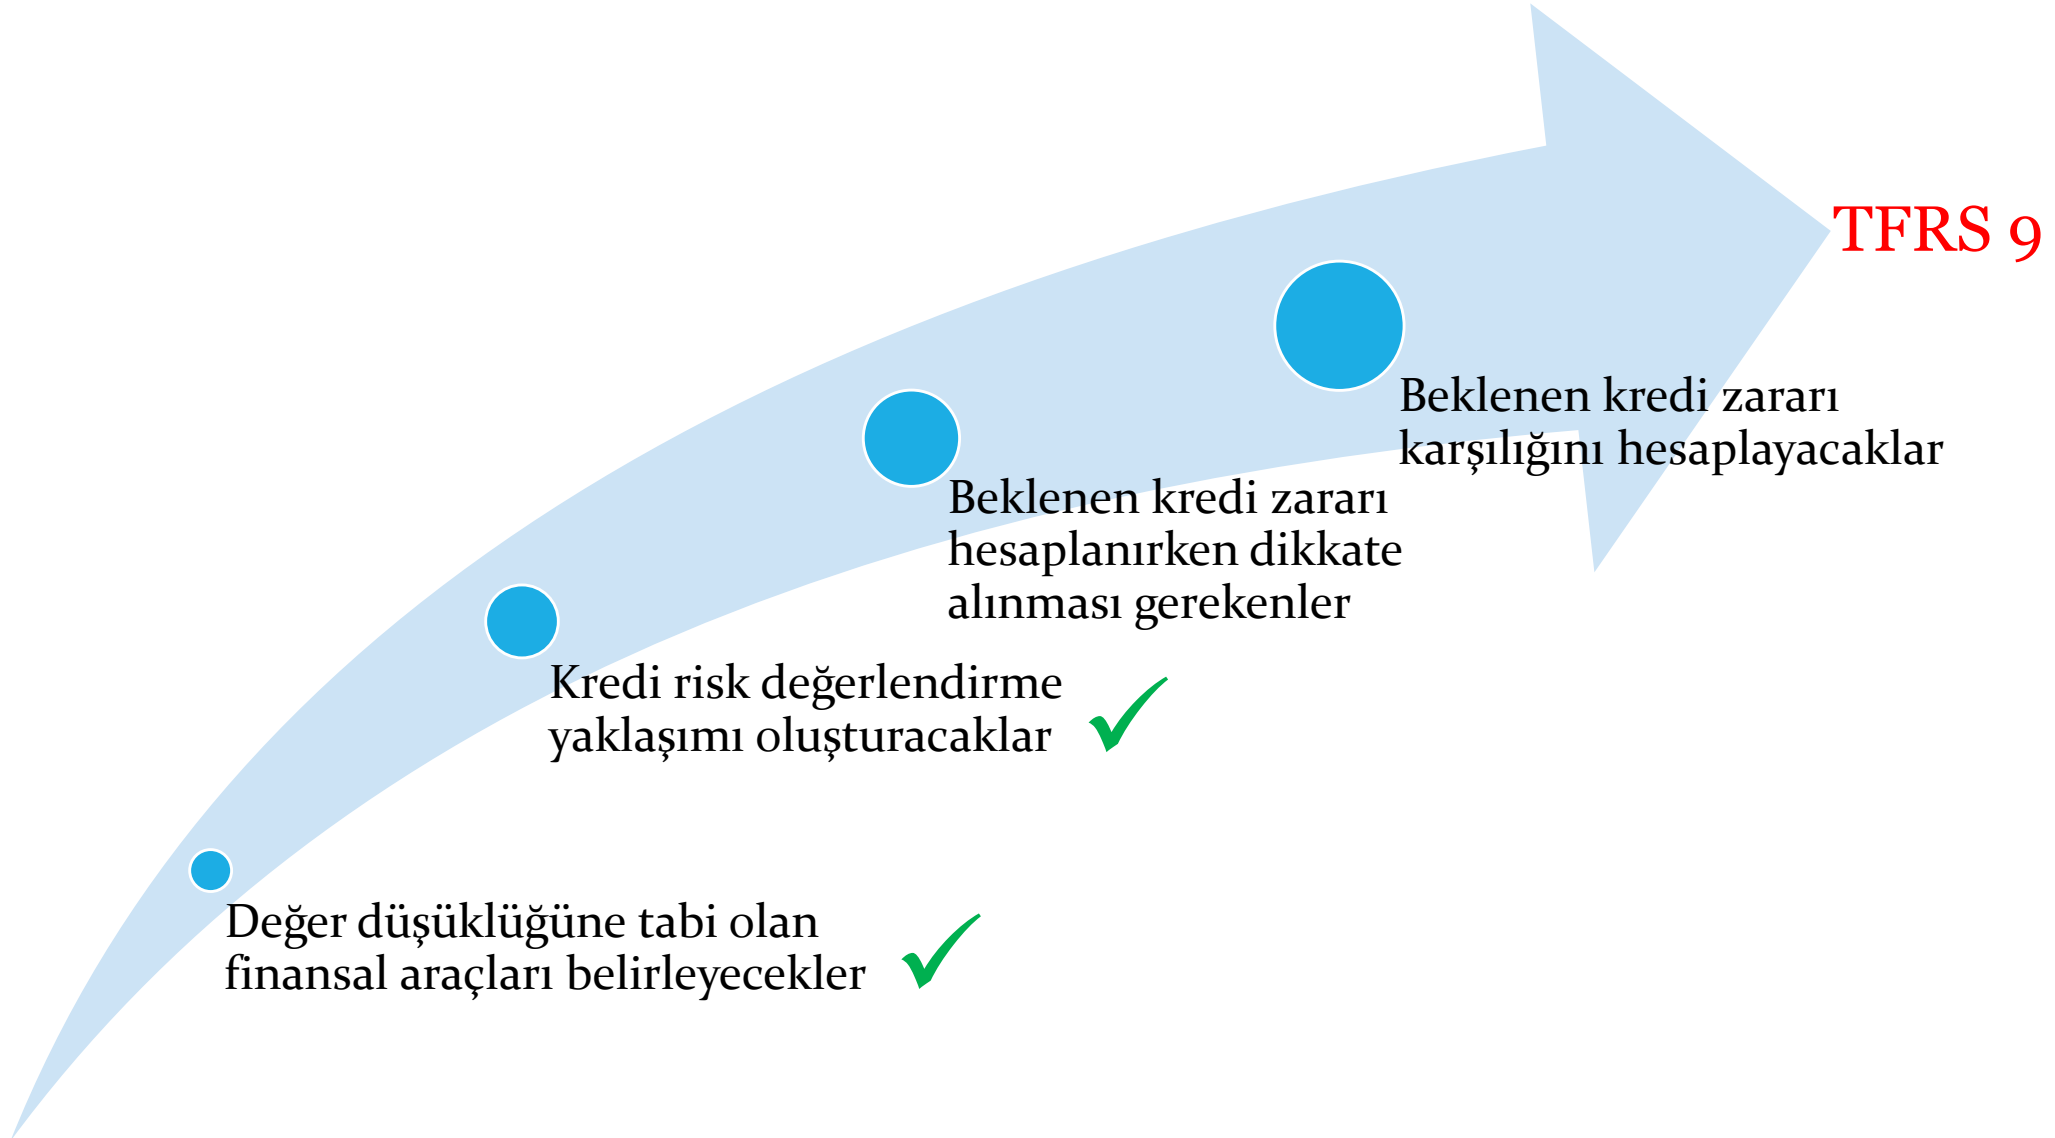 TFRS 9
Beklenen kredi zararı
karşılığını hesaplayacaklar
Beklenen kredi zararı
hesaplanırken dikkate
alınması gerekenler
Kredi risk değerlendirme
yaklaşımı oluşturacaklar
Değer düşüklüğüne tabi olan
finansal araçları belirleyecekler